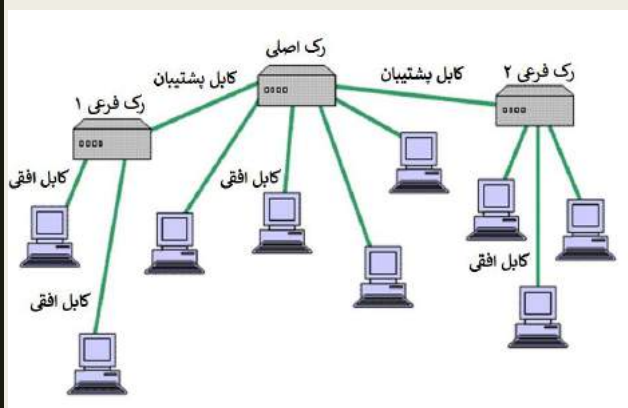 رک اصلی
کابل پشتیبان
کابل پشتیبان
رک فرعی ۲
رک فرعی ۱
کابل افقی
کابل افقی
کابل افقی
کابل افقی